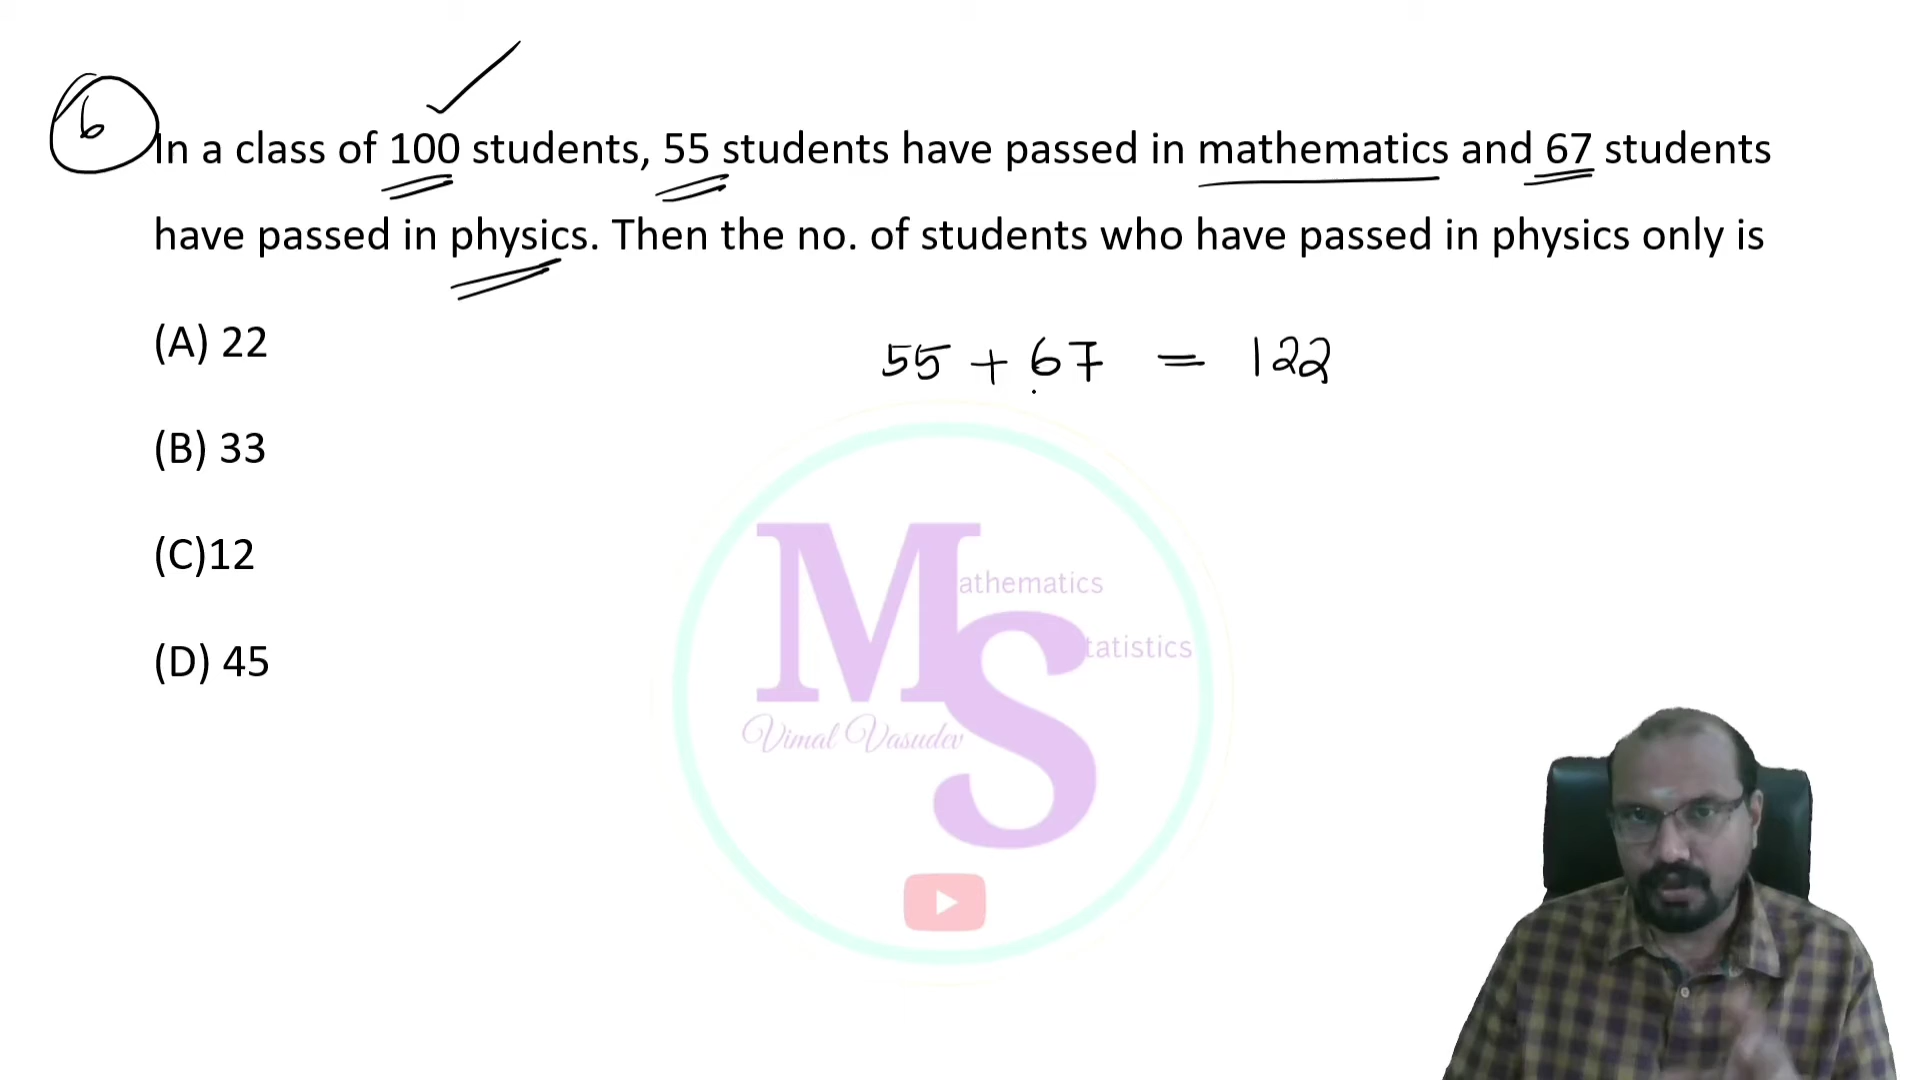 6
In a class of 100 students, 55 students have passed in mathematics and 67 students
have passed in physics. Then the no. of students who have passed in physics only is
(A) 22
55 + 67 = 122
(B) 33
(C)12
(D) 45
M
athematics
S
tatistics
Vimal Vasudev